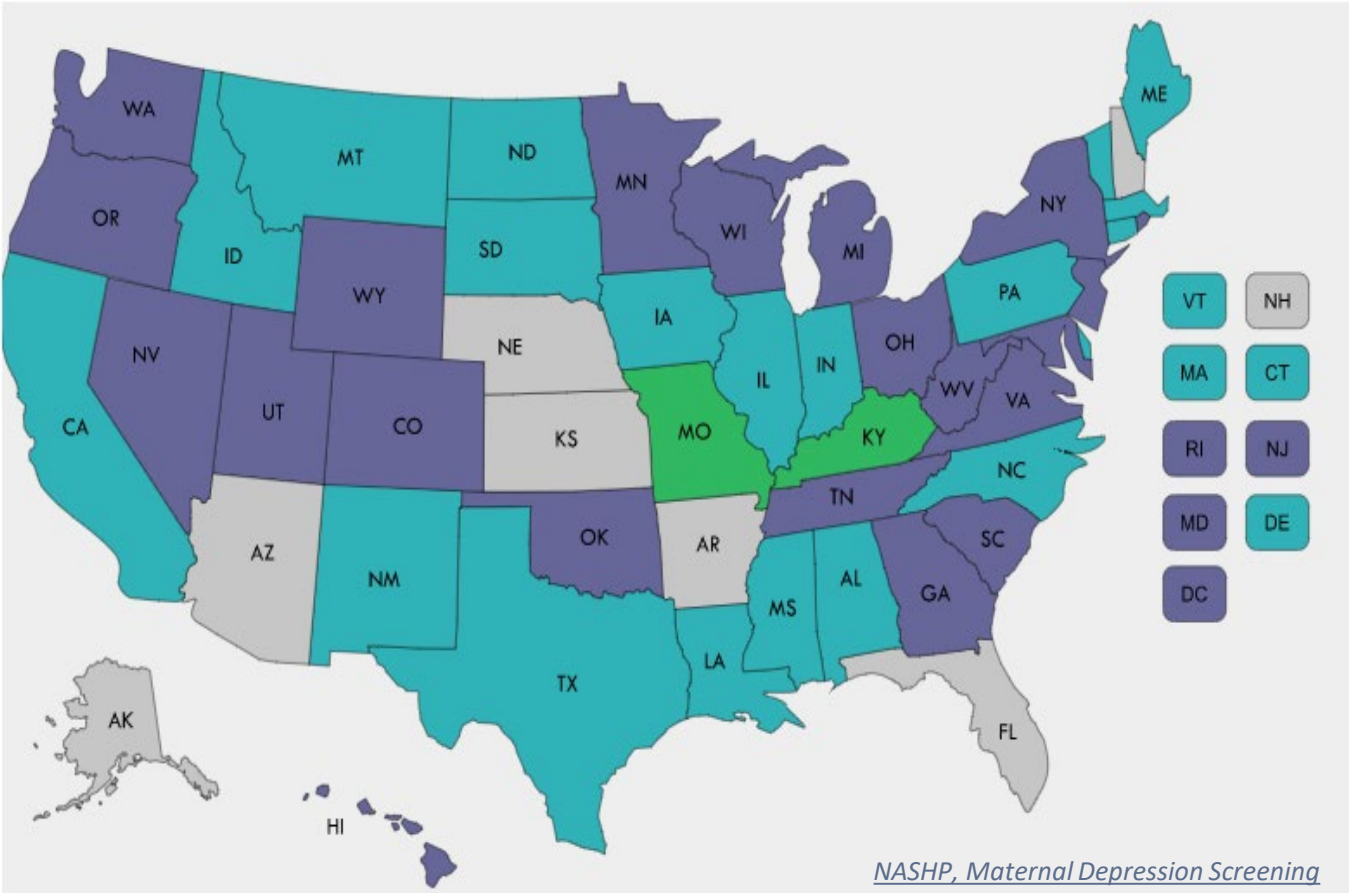 WA
MT
ND
MN
ME
OR
ID
SD
WI
MI
NY
WY
IA
PA
NV
NE
IL
IN
OH
WV
VA
CA
UT
CO
KS
MO
KY
NC
TN
AZ
NM
OK
AR
SC
MS
AL
GA
TX
LA
AK
FL
HI
VT NH
MA CT
RI NJ
MD DE
DC
NASHP, Maternal Depression Screening